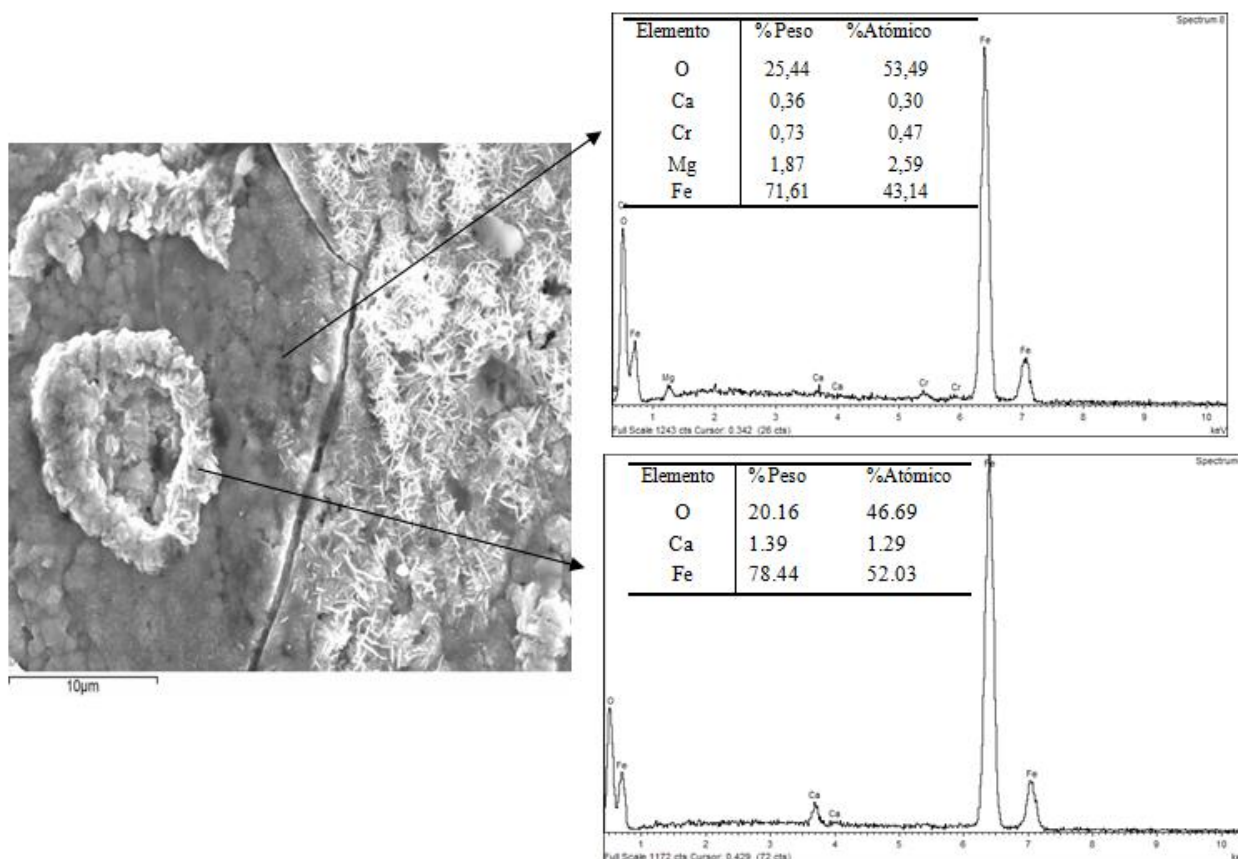 Spectrum 8
Elemento %Peso %Atómico
O 25,44 53,49
Ca 0,36 0,30
Cr 0,73 0,47
Mg 1,87 2,59
Fe 71,61 43,14
Fe
O
Fe
Mg
Ca
Ca
Cr
Cr
Fe
1 2 3 4 5 6 7 8 9 10
Full Scale 1243 cts Cursor: 0.342 (26 cts) keV
10µm
Spectrum
Elemento %Peso %Atómico
O 20.16 46.69
Ca 1.39 1.29
Fe 78.44 52.03
Fe
O
Fe
Ca
Ca
Fe
1 2 3 4 5 6 7 8 9 10
Full Scale 1172 cts Cursor: 0.429 (72 cts)